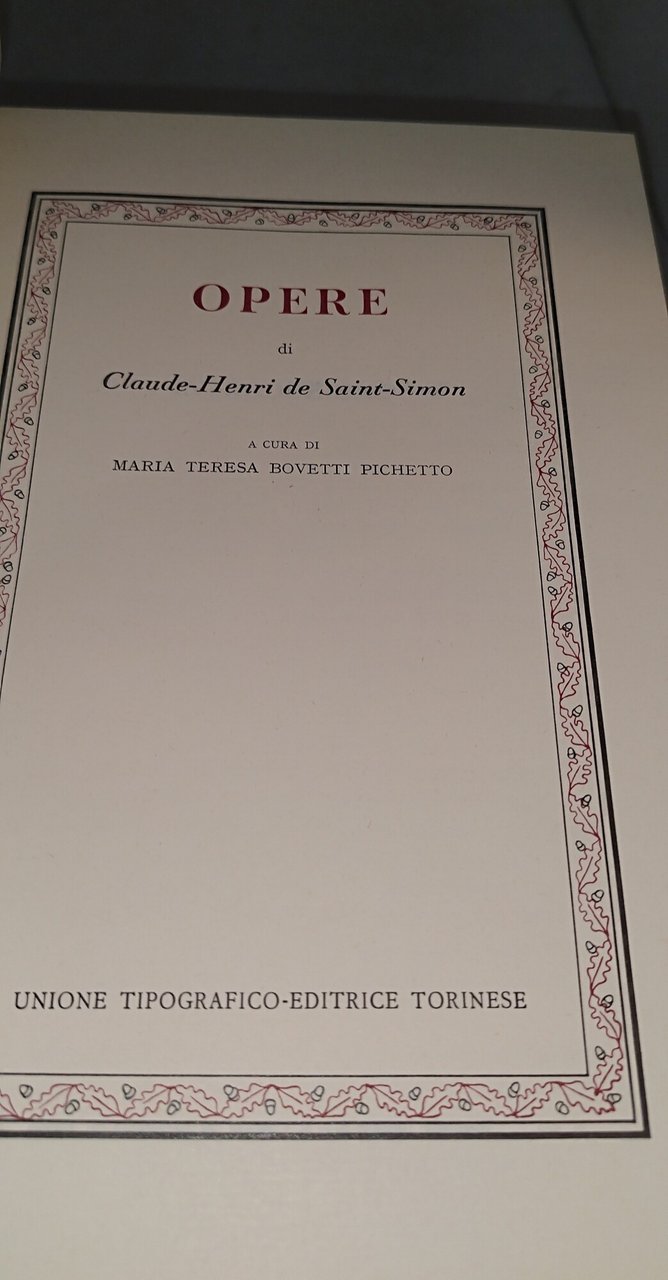 OPERE
di
Claude-Henri de Saint-Simon
A CURA DI
MARIA TERESA BOVETTI PICHETTO
UNIONE TIPOGRAFICO-EDITRICE TORINESE